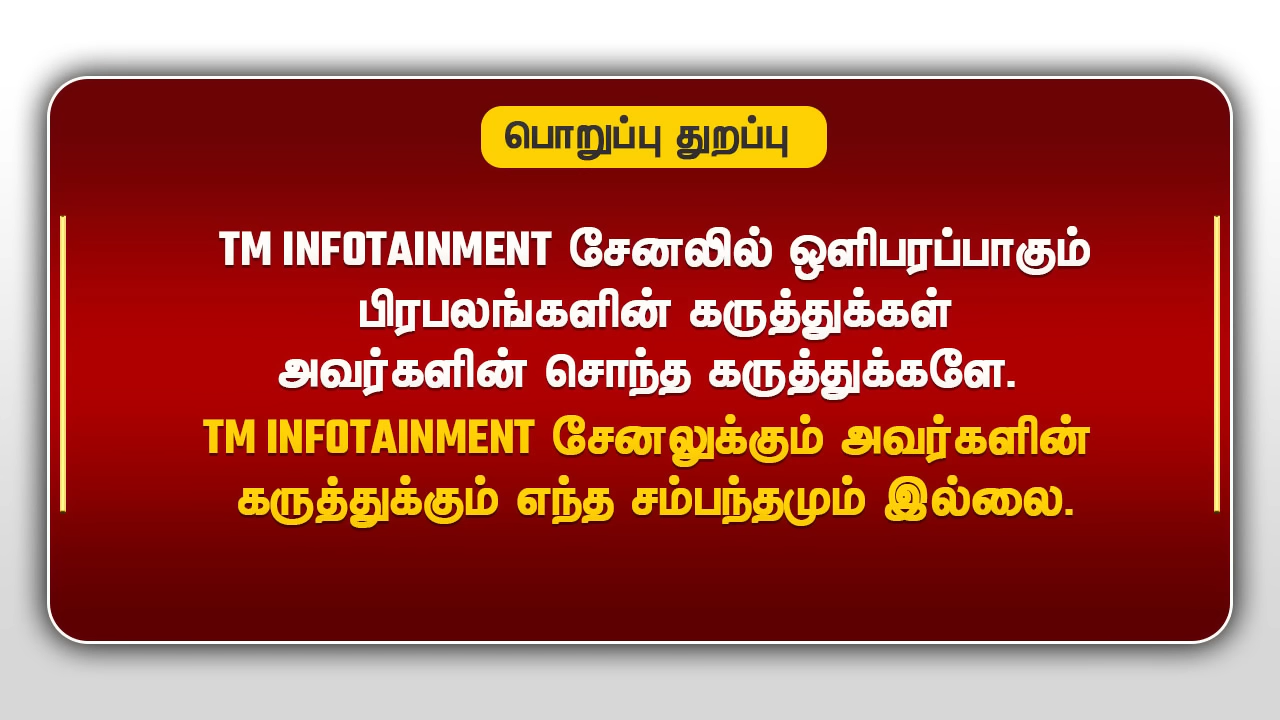 பொறுப்பு துறப்பு
TM INFOTAINMENT சேனலில் ஒளிபரப்பாகும்
பிரபலங்களின் கருத்துக்கள்
அவர்களின் சொந்த கருத்துக்களே.
TM INFOTAINMENT சேனலுக்கும் அவர்களின்
கருத்துக்கும் எந்த சம்பந்தமும் இல்லை.